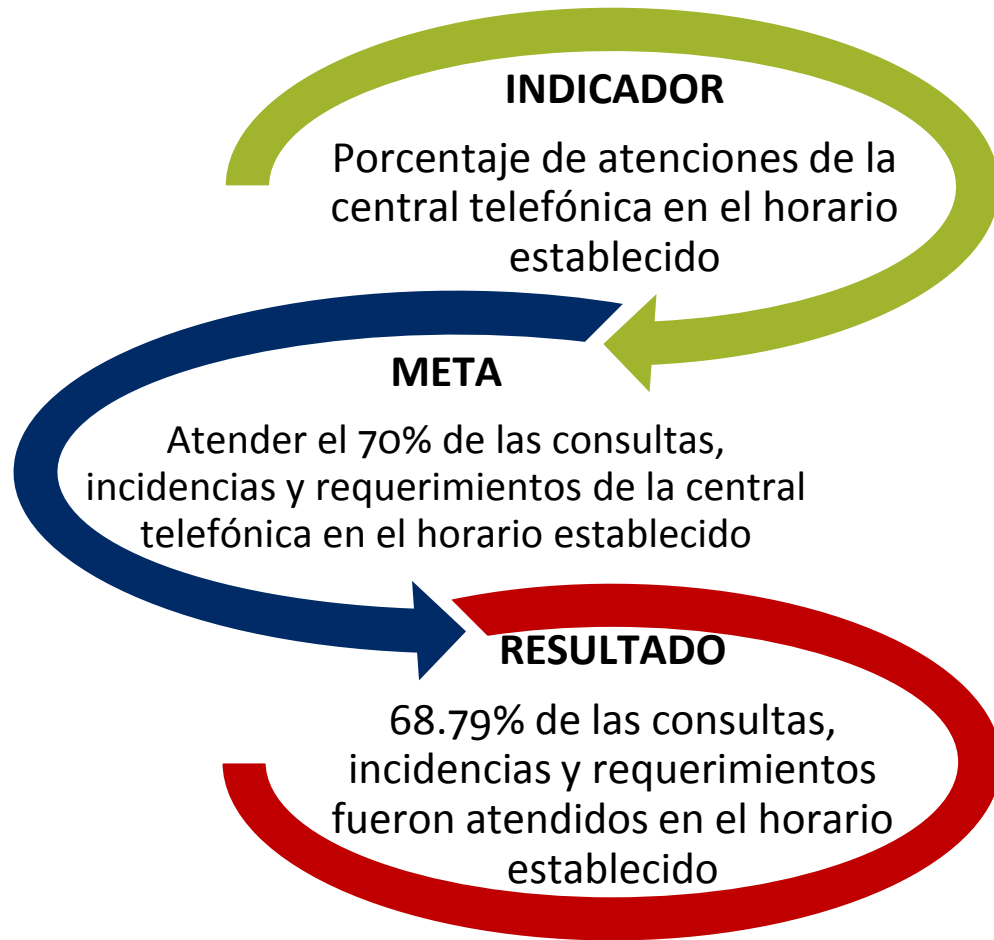 INDICADOR
Porcentaje de atenciones de la
central telefónica en el horario
establecido
META
Atender el 70% de las consultas,
incidencias y requerimientos de la central
telefónica en el horario establecido
RESULTADO
68.79% de las consultas,
incidencias y requerimientos
fueron atendidos en el horario
establecido